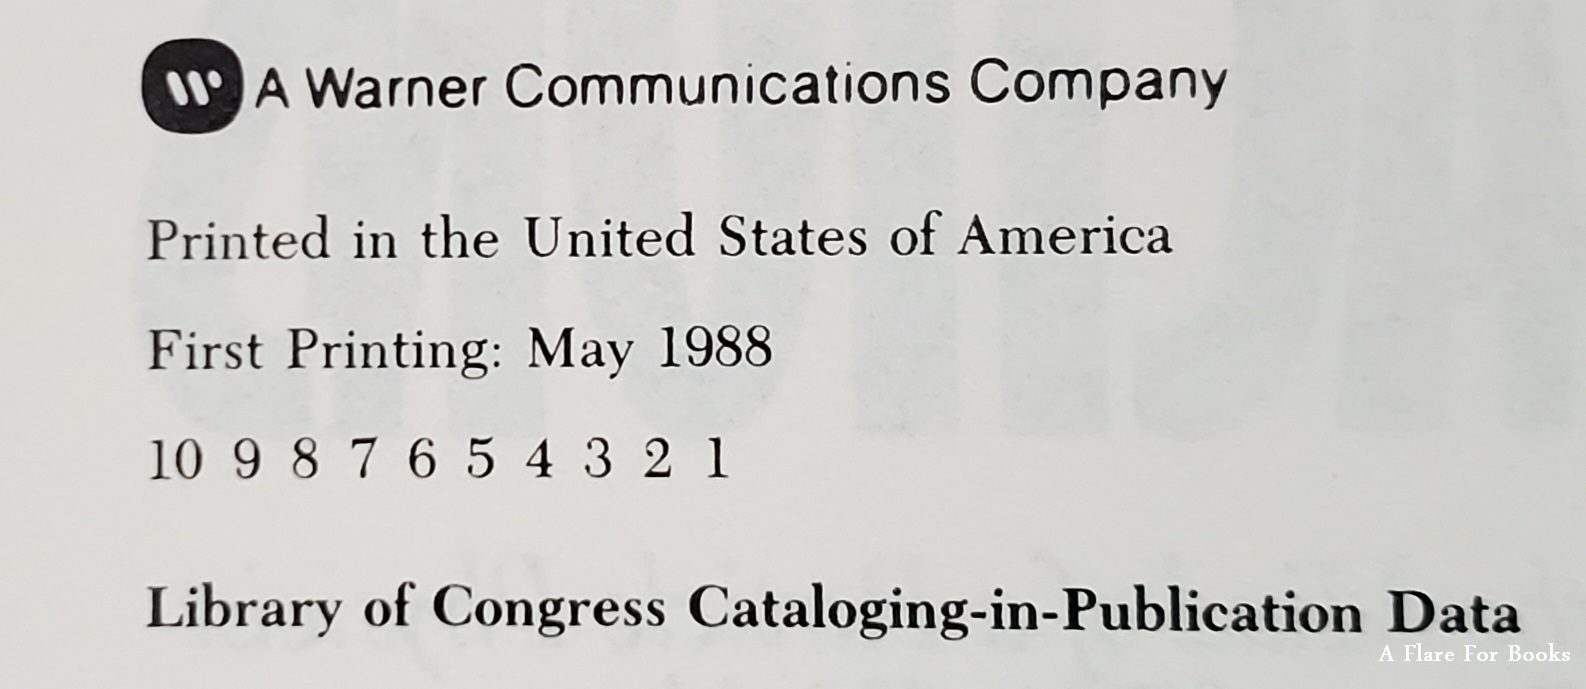 A Warner Communications Company
Printed in the United States of America
First Printing: May 1988
10 9 8 7 6 5 4 3 2 1
Library of Congress Cataloging-in-Publication Data
A Flare For Books